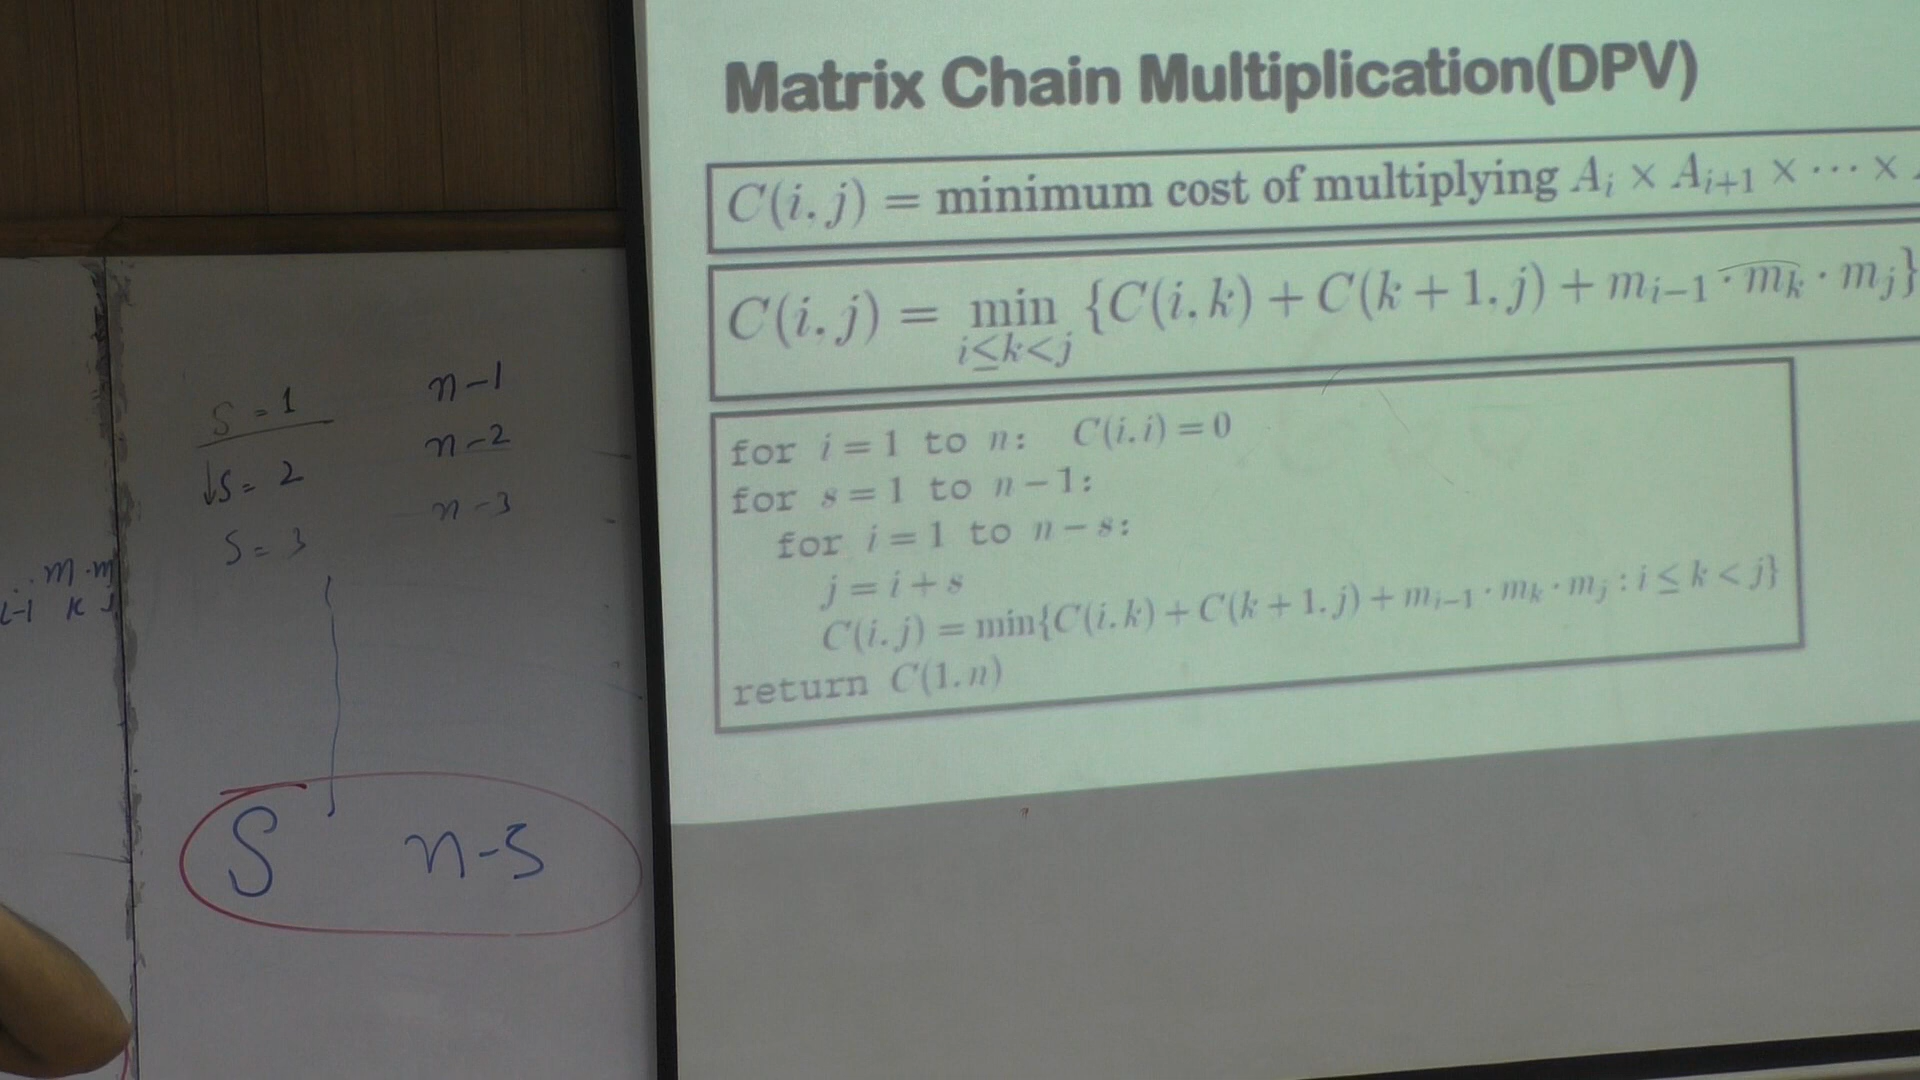 Matrix Chain Multiplication(DPV)
C(i, j) = minimum cost of multiplying A_i × A_{i+1} × ··· ×
C(i, j) = min_{i≤k<j} {C(i, k) + C(k + 1, j) + m_{i−1} · m_k · m_j}
for i = 1 to n: C(i, i) = 0
for s = 1 to n − 1:
for i = 1 to n − s:
j = i + s
C(i, j) = min{C(i, k) + C(k + 1, j) + m_{i−1} · m_k · m_j : i ≤ k < j}
return C(1, n)
S = 1 n-1
↓S = 2 n-2
S = 3 n-3
m · m
i-1 k j
S n-s